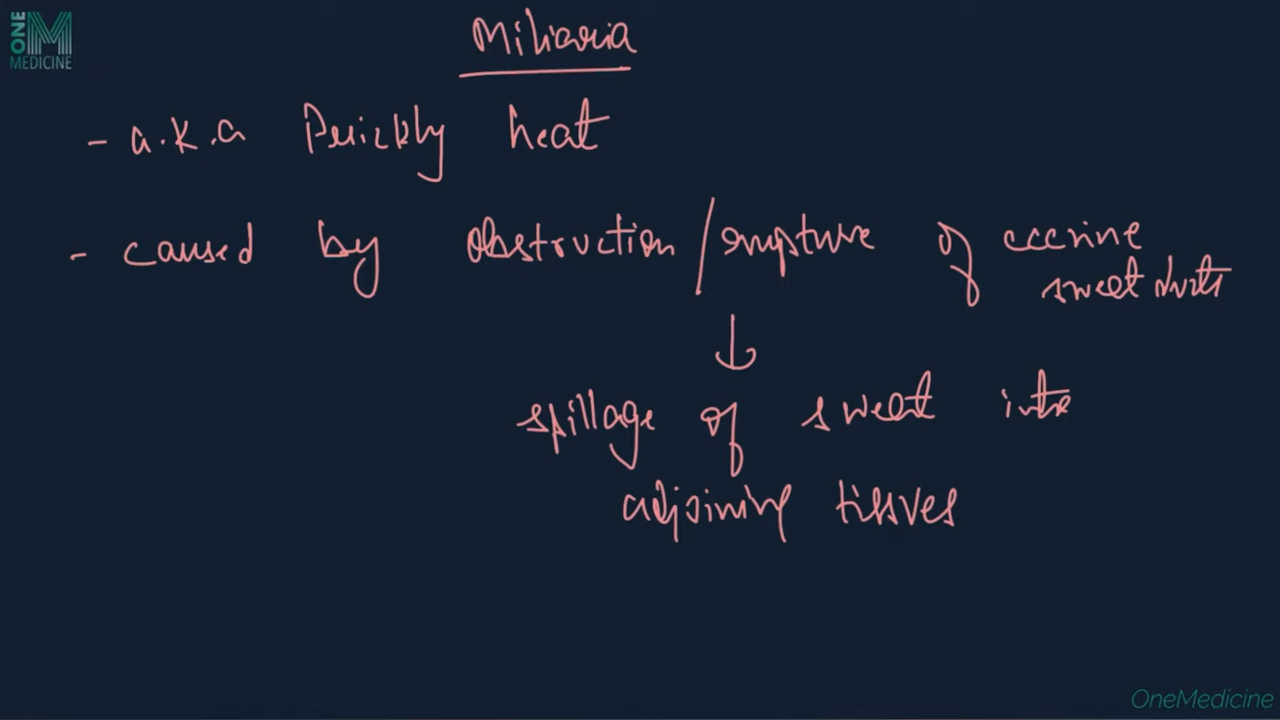 ONE
M
MEDICINE
Miliaria
- a.k.a Prickly heat
- caused by obstruction/rupture of eccrine
sweat ducts
↓
spillage of sweat into
adjoining tissues
OneMedicine